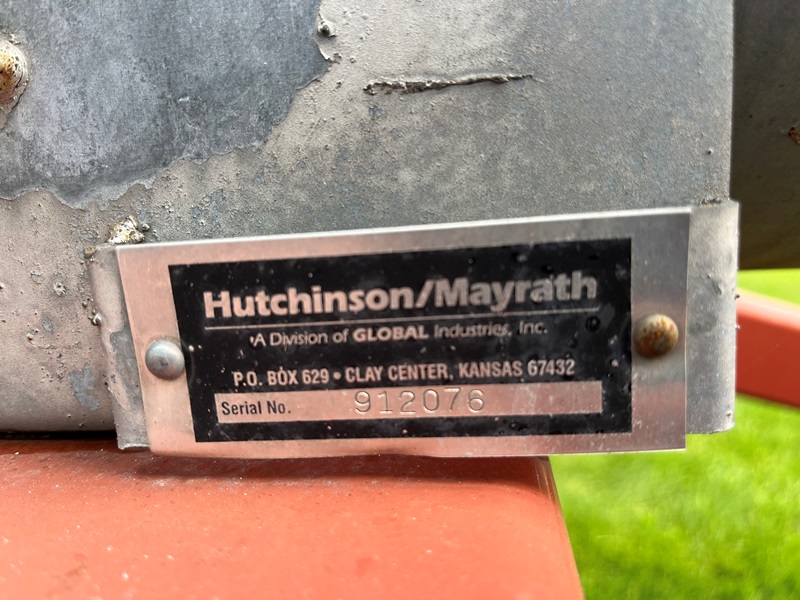 Hutchinson/Mayrath
A Division of GLOBAL Industries, Inc.
P.O. BOX 629 • CLAY CENTER, KANSAS 67432
Serial No. 912076